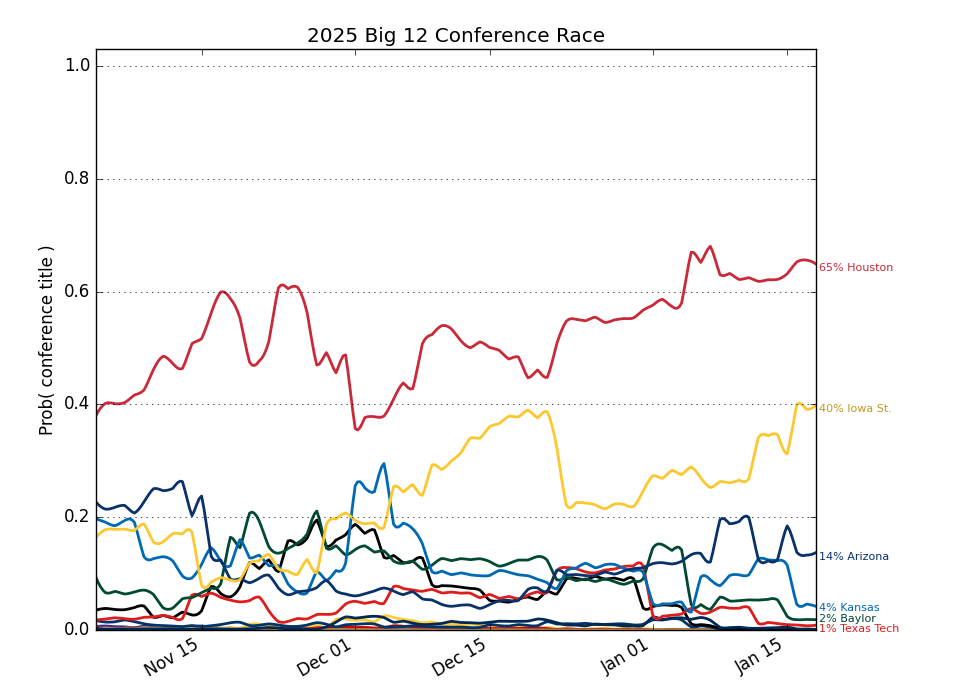 2025 Big 12 Conference Race
1.0
0.8
0.6
0.4
0.2
0.0
Prob( conference title )
65% Houston
40% Iowa St.
14% Arizona
4% Kansas
2% Baylor
1% Texas Tech
Nov 15
Dec 01
Dec 15
Jan 01
Jan 15